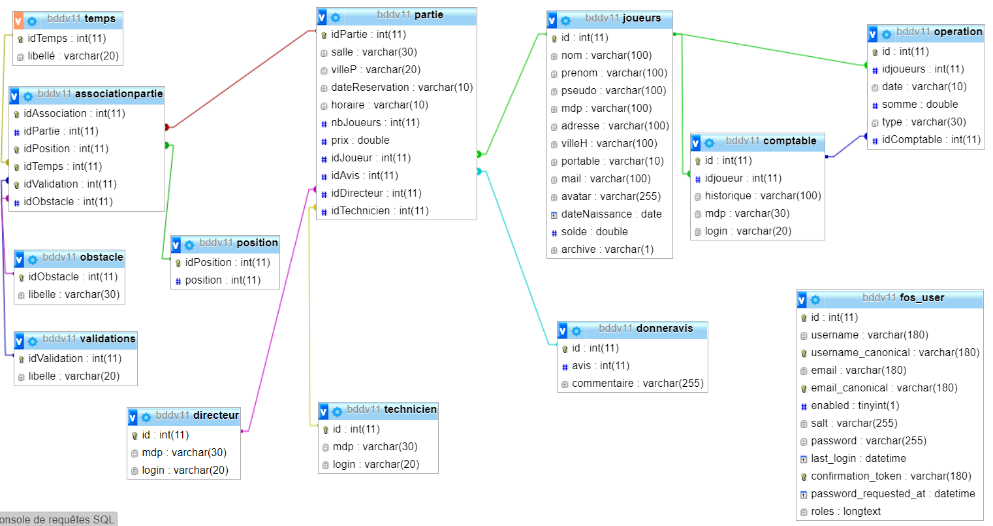 bddv11 temps
idTemps : int(11)
libellé : varchar(20)
bddv11 associationpartie
idAssociation : int(11)
idPartie : int(11)
idPosition : int(11)
idTemps : int(11)
idValidation : int(11)
idObstacle : int(11)
bddv11 obstacle
idObstacle : int(11)
libelle : varchar(30)
bddv11 validations
idValidation : int(11)
libelle : varchar(20)
bddv11 position
idPosition : int(11)
position : int(11)
bddv11 directeur
id : int(11)
mdp : varchar(30)
login : varchar(20)
bddv11 partie
idPartie : int(11)
salle : varchar(30)
villeP : varchar(20)
dateReservation : varchar(10)
horaire : varchar(10)
nbJoueurs : int(11)
prix : double
idJoueur : int(11)
idAvis : int(11)
idDirecteur : int(11)
idTechnicien : int(11)
bddv11 technicien
id : int(11)
mdp : varchar(30)
login : varchar(20)
bddv11 joueurs
id : int(11)
nom : varchar(100)
prenom : varchar(100)
pseudo : varchar(100)
mdp : varchar(100)
adresse : varchar(100)
villeH : varchar(100)
portable : varchar(10)
mail : varchar(100)
avatar : varchar(255)
dateNaissance : date
solde : double
archive : varchar(1)
bddv11 donneravis
id : int(11)
avis : int(11)
commentaire : varchar(255)
bddv11 comptable
id : int(11)
idjoueur : int(11)
historique : varchar(100)
mdp : varchar(30)
login : varchar(20)
bddv11 operation
id : int(11)
idjoueurs : int(11)
date : varchar(10)
somme : double
type : varchar(30)
idComptable : int(11)
bddv11 fos_user
id : int(11)
username : varchar(180)
username_canonical : varchar(180)
email : varchar(180)
email_canonical : varchar(180)
enabled : tinyint(1)
salt : varchar(255)
password : varchar(255)
last_login : datetime
confirmation_token : varchar(180)
password_requested_at : datetime
roles : longtext
onsole de requêtes SQL